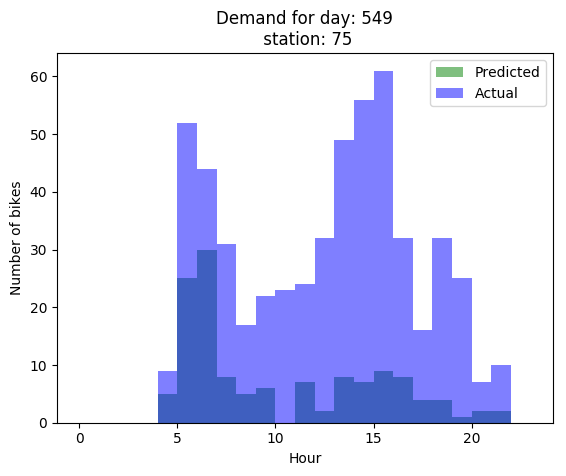 Demand for day: 549
station: 75
Predicted
Actual
60
50
40
30
20
10
0
Number of bikes
0 5 10 15 20
Hour